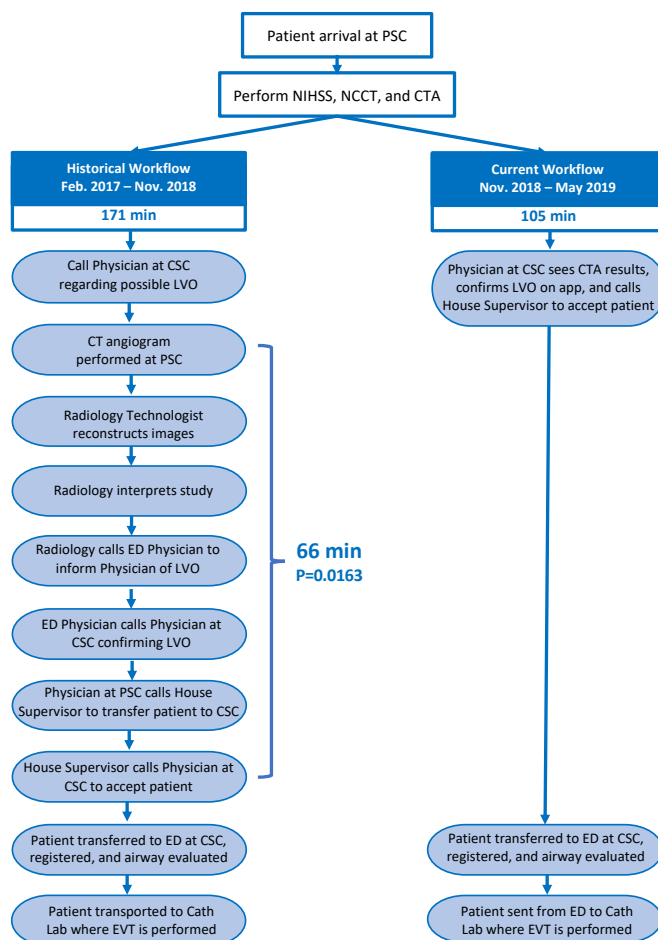 Patient arrival at PSC
Perform NIHSS, NCCT, and CTA
Historical Workflow
Feb. 2017 – Nov. 2018
171 min
Call Physician at CSC
regarding possible LVO
CT angiogram
performed at PSC
Radiology Technologist
reconstructs images
Radiology interprets study
Radiology calls ED Physician to
inform Physician of LVO
ED Physician calls Physician at
CSC confirming LVO
Physician at PSC calls House
Supervisor to transfer patient to CSC
House Supervisor calls Physician at
CSC to accept patient
Patient transferred to ED at CSC,
registered, and airway evaluated
Patient transported to Cath
Lab where EVT is performed
66 min
P=0.0163
Current Workflow
Nov. 2018 – May 2019
105 min
Physician at CSC sees CTA results,
confirms LVO on app, and calls
House Supervisor to accept patient
Patient transferred to ED at CSC,
registered, and airway evaluated
Patient sent from ED to Cath
Lab where EVT is performed